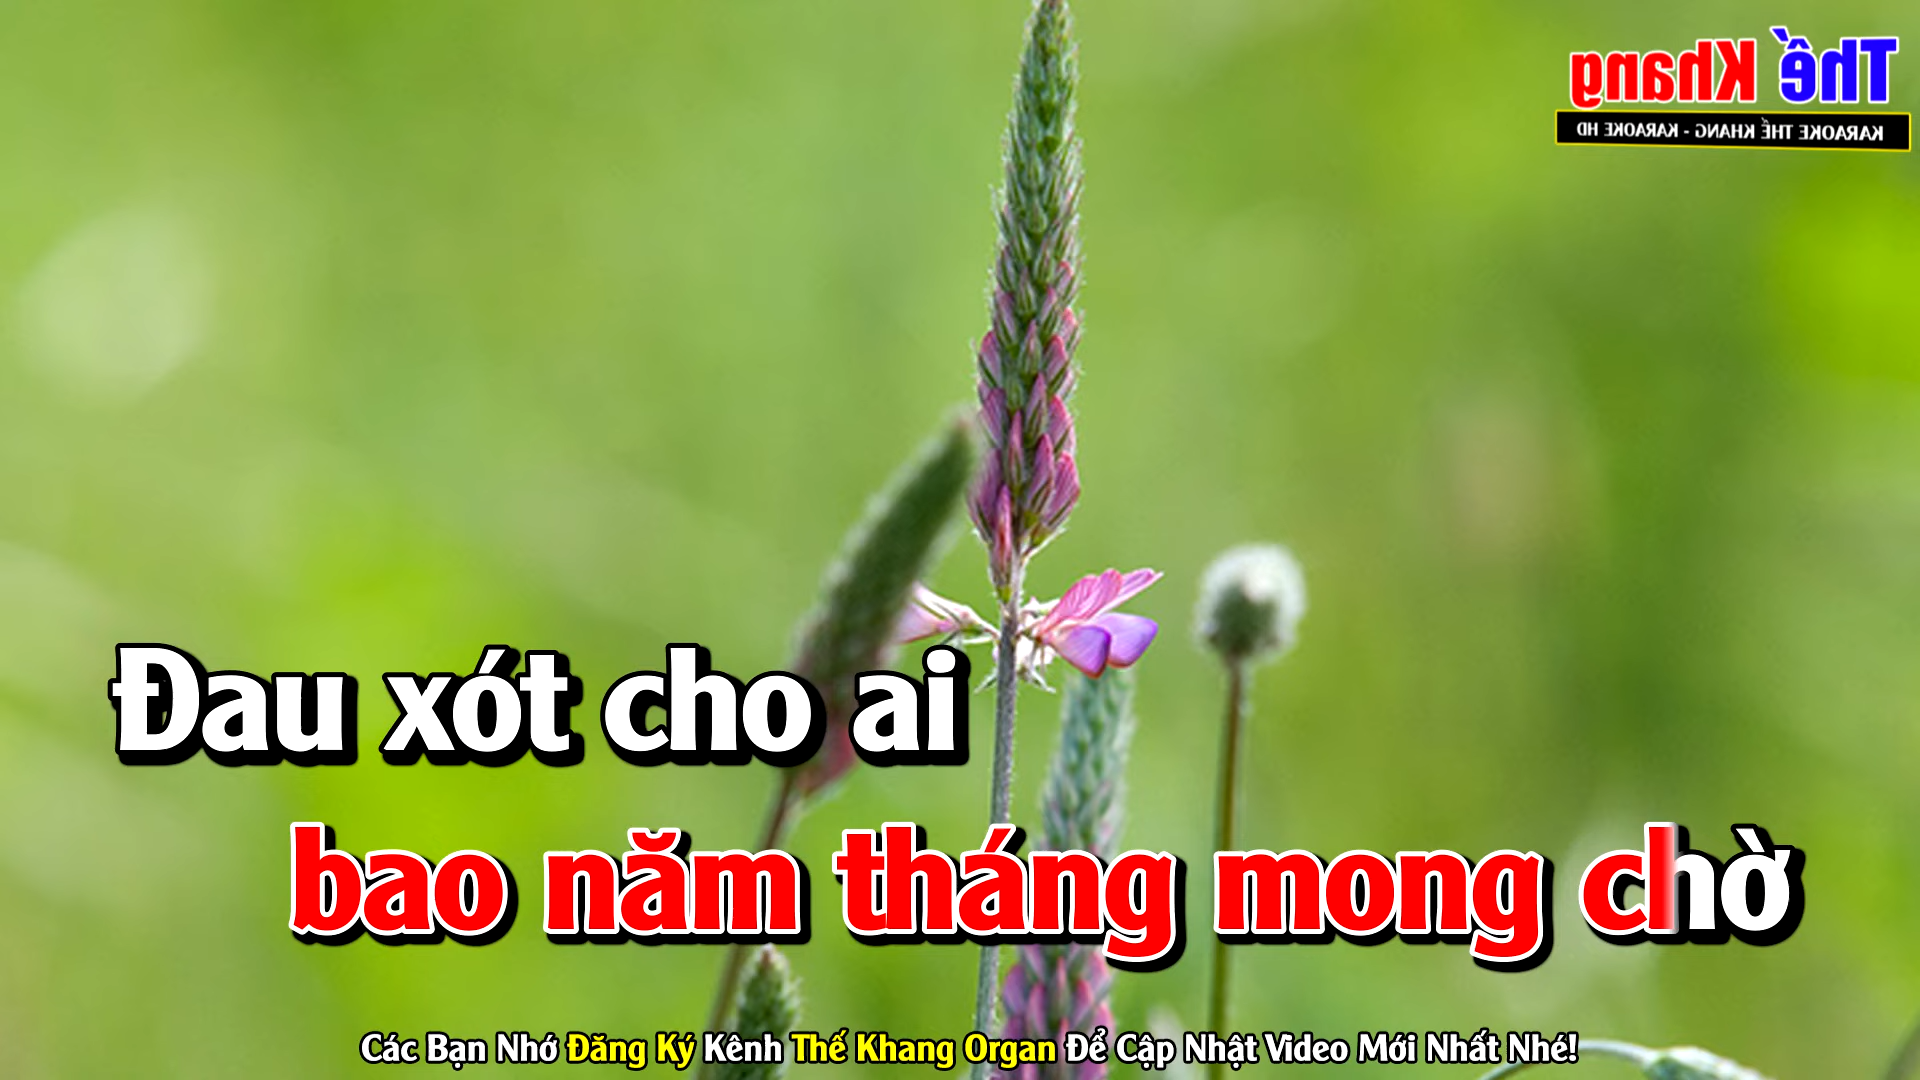 Thế Khang
KARAOKE THẾ KHANG - KARAOKE HD
Đau xót cho ai
bao năm tháng mong chờ
Các Bạn Nhớ Đăng Ký Kênh Thế Khang Organ Để Cập Nhật Video Mới Nhất Nhé!